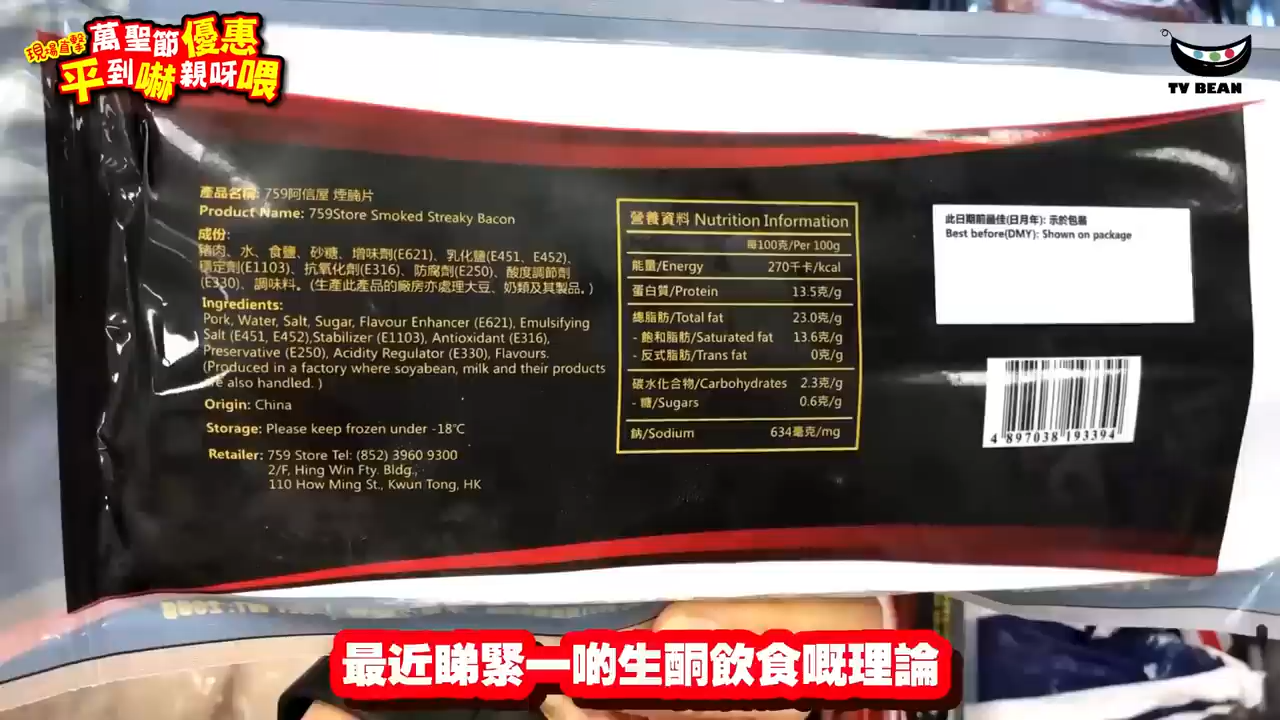 現場直擊 萬聖節優惠
平到嚇親呀喂
TV BEAN
產品名稱: 759阿信屋 煙腩片
Product Name: 759Store Smoked Streaky Bacon
成份:
豬肉、水、食鹽、砂糖、增味劑(E621)、乳化鹽(E451、E452)、
穩定劑(E1103)、抗氧化劑(E316)、防腐劑(E250)、酸度調節劑
(E330)、調味料。(生產此產品的廠房亦處理大豆、奶類及其製品。)
Ingredients:
Pork, Water, Salt, Sugar, Flavour Enhancer (E621), Emulsifying
Salt (E451, E452),Stabilizer (E1103), Antioxidant (E316),
Preservative (E250), Acidity Regulator (E330), Flavours.
(Produced in a factory where soyabean, milk and their products
are also handled. )
Origin: China
Storage: Please keep frozen under -18℃
Retailer: 759 Store Tel: (852) 3960 9300
2/F, Hing Win Fty. Bldg.,
110 How Ming St., Kwun Tong, HK
營養資料 Nutrition Information
每100克/Per 100g
能量/Energy 270千卡/kcal
蛋白質/Protein 13.5克/g
總脂肪/Total fat 23.0克/g
- 飽和脂肪/Saturated fat 13.6克/g
- 反式脂肪/Trans fat 0克/g
碳水化合物/Carbohydrates 2.3克/g
- 糖/Sugars 0.6克/g
鈉/Sodium 634毫克/mg
此日期前最佳(日月年): 示於包裝
Best before(DMY): Shown on package
4 897038 193394
最近睇緊一啲生酮飲食嘅理論